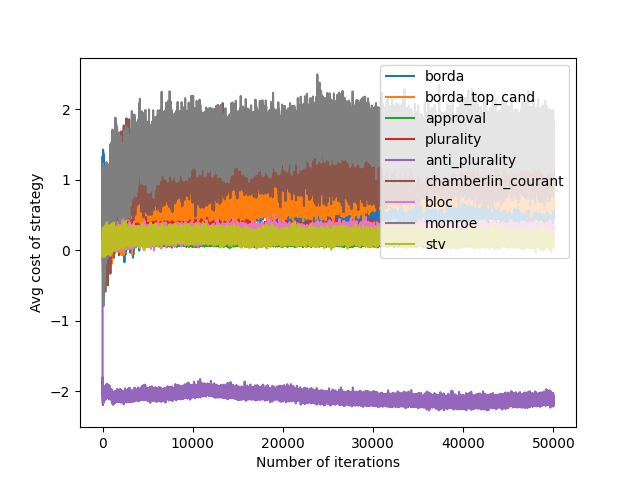 borda
borda_top_cand
approval
plurality
anti_plurality
chamberlin_courant
bloc
monroe
stv
2
1
0
−1
−2
Avg cost of strategy
0
10000
20000
30000
40000
50000
Number of iterations